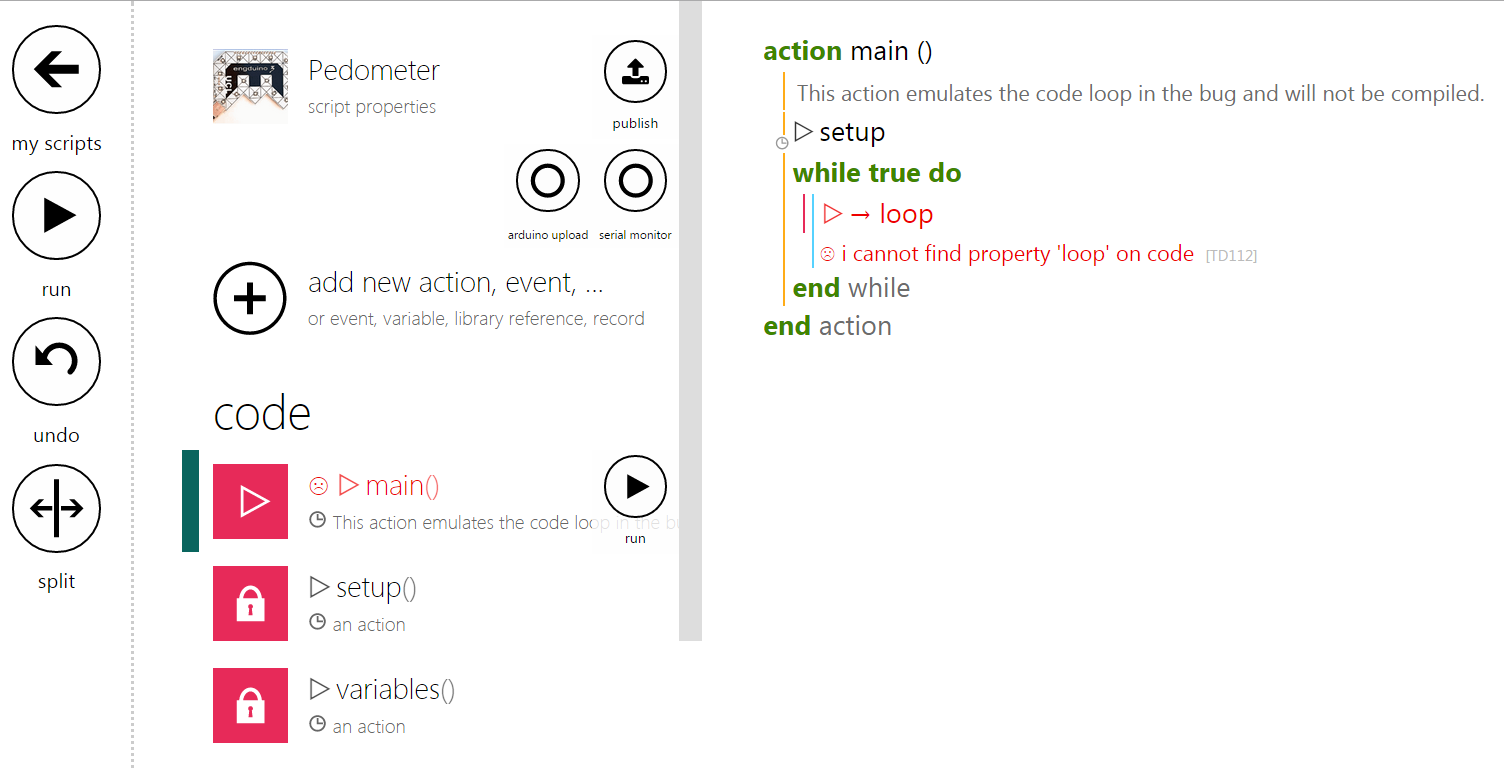 my scripts
run
undo
split
engduino 3
UCL
Pedometer
script properties
publish
arduino upload
serial monitor
add new action, event, ...
or event, variable, library reference, record
code
main()
This action emulates the code loop in the bu
run
setup()
an action
variables()
an action
action main ()
This action emulates the code loop in the bug and will not be compiled.
setup
while true do
→ loop
i cannot find property 'loop' on code [TD112]
end while
end action